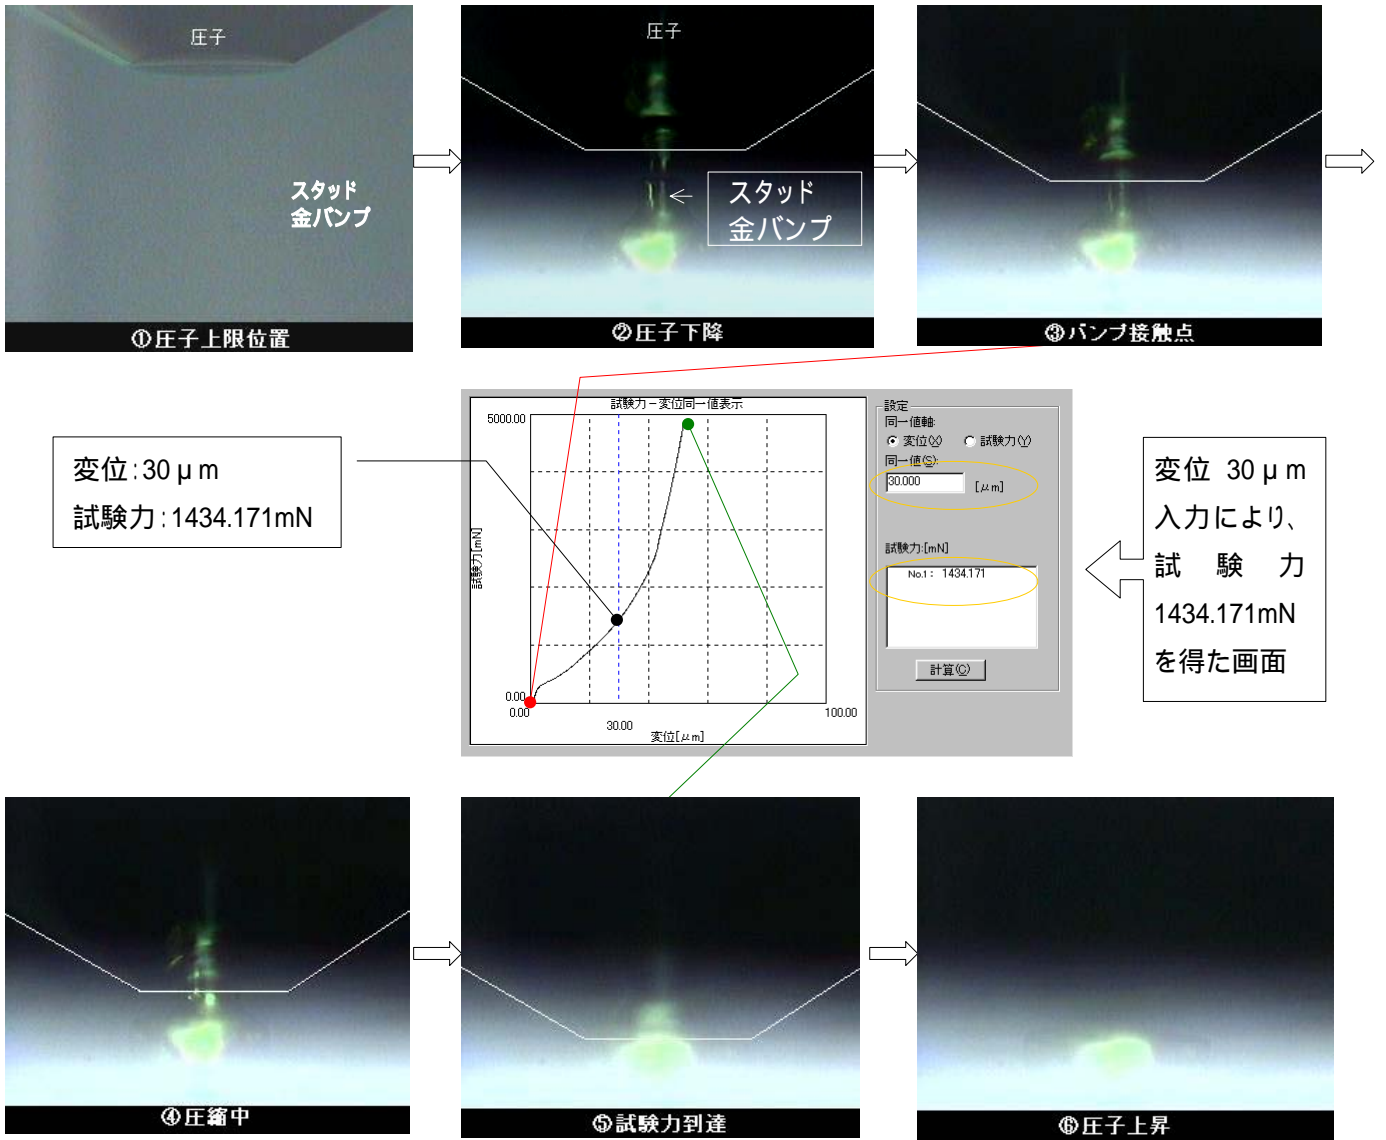 圧子
スタッド
金バンプ
①圧子上限位置
圧子
スタッド
金バンプ
②圧子下降
③バンプ接触点
変位:30μm
試験力:1434.171mN
試験力-変位同一値表示
5000.00
試験力[mN]
0.00
0.00
30.00
100.00
変位[μm]
設定
同一値軸:
変位(X)
試験力(Y)
同一値(S):
30.000
[μm]
試験力:[mN]
No.1: 1434.171
計算(C)
変位 30μm
入力により、
試験力
1434.171mN
を得た画面
④圧縮中
⑤試験力到達
⑥圧子上昇